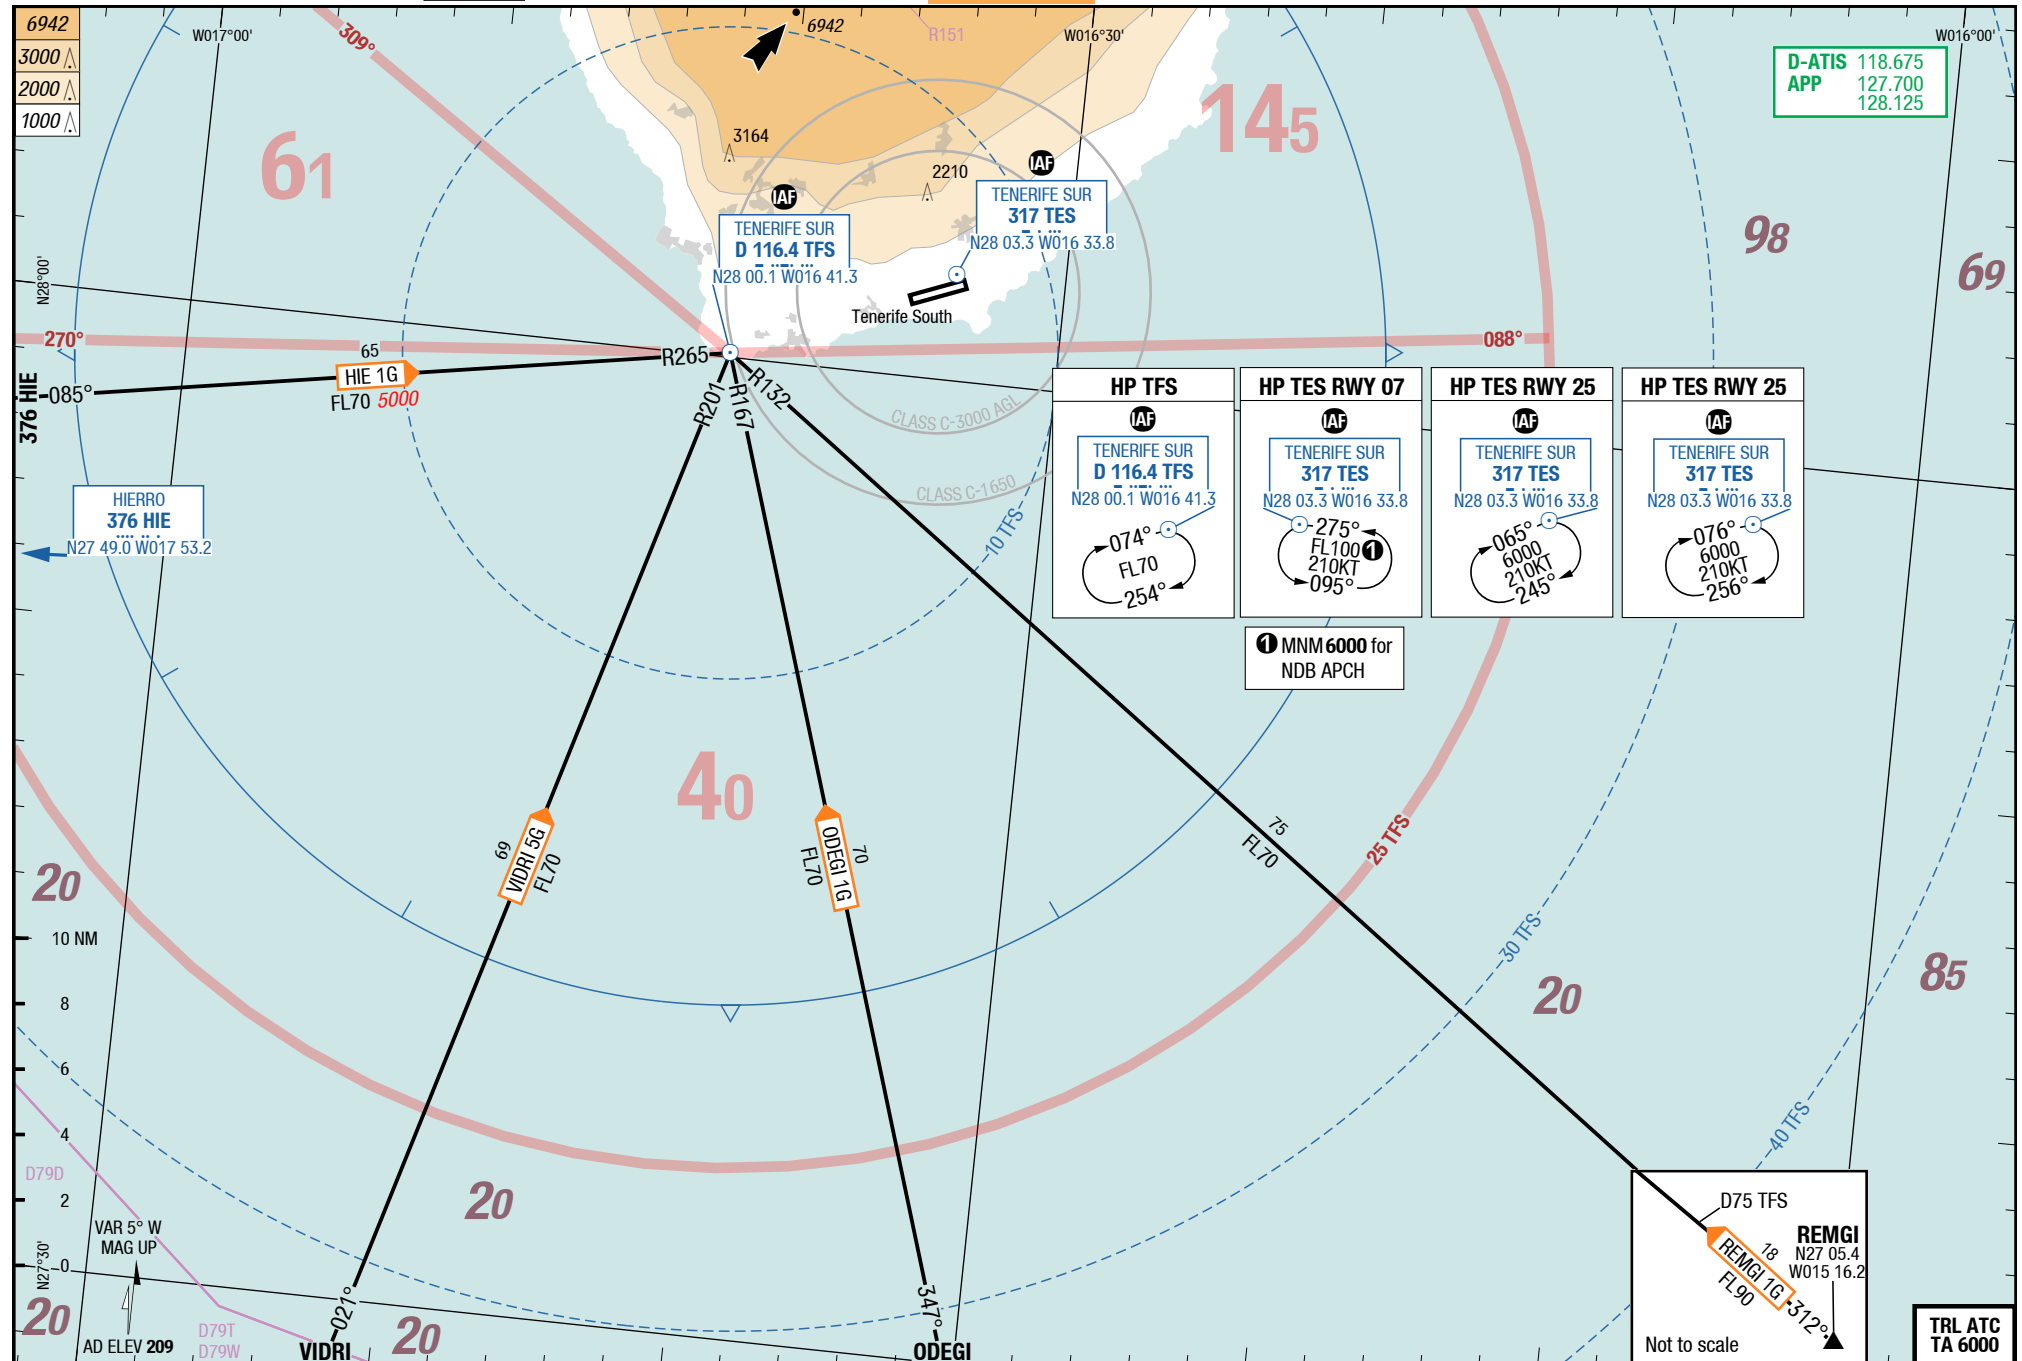 6942
3000
2000
1000
W017°00'
309°
6942
R151
W016°30'
W016°00'
D-ATIS 118.675
APP 127.700
128.125
61
145
98
69
3164
2210
IAF
TENERIFE SUR
D 116.4 TFS
N28 00.1 W016 41.3
IAF
TENERIFE SUR
317 TES
N28 03.3 W016 33.8
Tenerife South
N28°00'
270°
088°
65
HIE 1G
FL70 5000
085°
376 HIE
R265
R201
R167
R132
CLASS C-3000 AGL
CLASS C-1650
10 TFS
HIERRO
376 HIE
N27 49.0 W017 53.2
HP TFS
IAF
TENERIFE SUR
D 116.4 TFS
N28 00.1 W016 41.3
074°
FL70
254°
HP TES RWY 07
IAF
TENERIFE SUR
317 TES
N28 03.3 W016 33.8
275°
FL100 1
210KT
095°
HP TES RWY 25
IAF
TENERIFE SUR
317 TES
N28 03.3 W016 33.8
065°
6000
210KT
245°
HP TES RWY 25
IAF
TENERIFE SUR
317 TES
N28 03.3 W016 33.8
076°
6000
210KT
256°
1 MNM 6000 for
NDB APCH
40
69
VIDRI 5G
FL70
70
ODEGI 1G
FL70
75
FL70
25 TFS
30 TFS
40 TFS
20
20
85
20
20
20
10 NM
8
6
4
2
0
D79D
VAR 5° W
MAG UP
N27°30'
D79T
D79W
AD ELEV 209
021°
VIDRI
347°
ODEGI
D75 TFS
REMGI
N27 05.4
W015 16.2
18
REMGI 1G
FL90
312°
Not to scale
TRL ATC
TA 6000